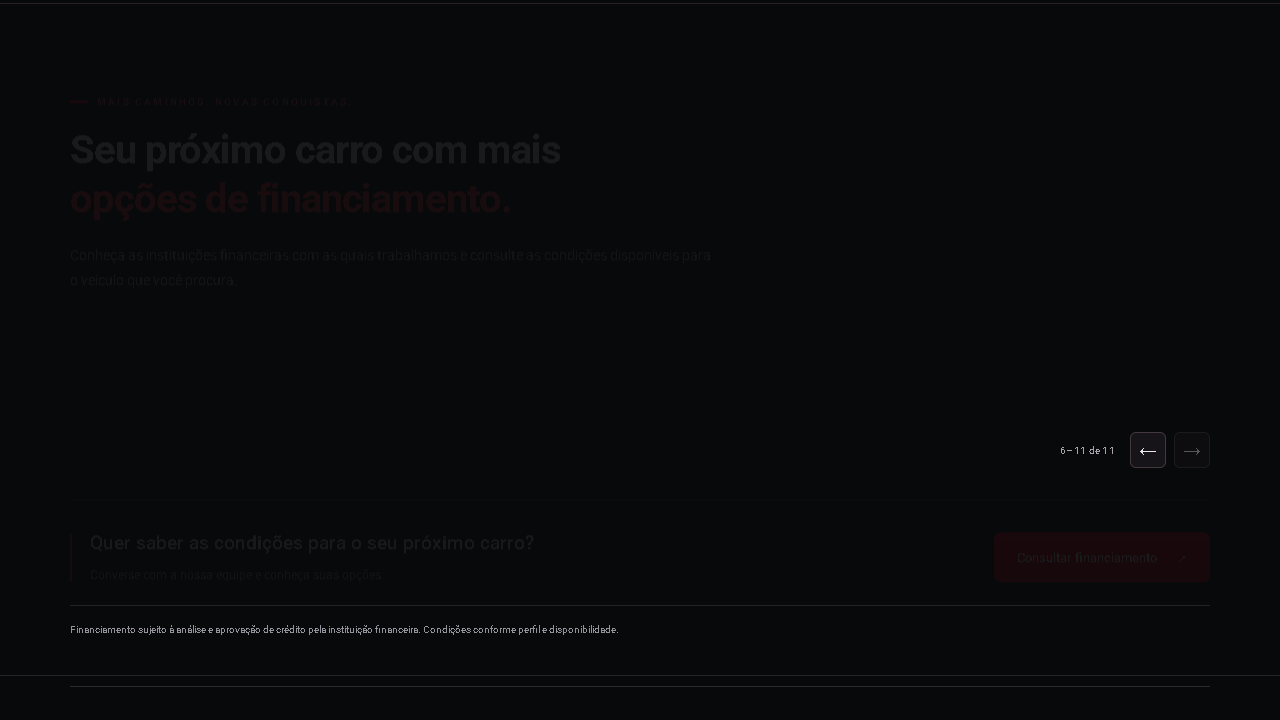 MAIS CAMINHOS. NOVAS CONQUISTAS.
Seu próximo carro com mais
opções de financiamento.
Conheça as instituições financeiras com as quais trabalhamos e consulte as condições disponíveis para
o veículo que você procura.
6–11 de 11
Quer saber as condições para o seu próximo carro?
Converse com a nossa equipe e conheça suas opções.
Consultar financiamento
Financiamento sujeito à análise e aprovação de crédito pela instituição financeira. Condições conforme perfil e disponibilidade.